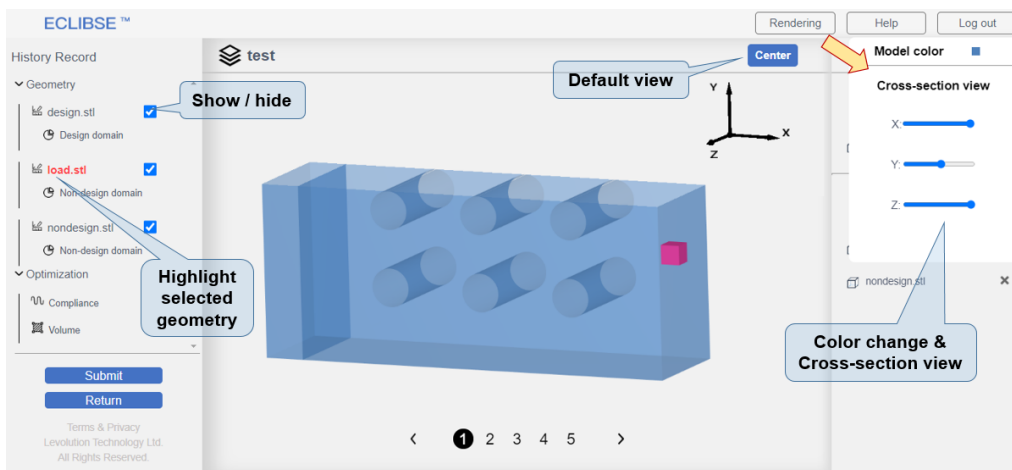 ECLIBSE ™
Rendering
Help
Log out
History Record
test
Center
Model color
Default view
Cross-section view
Geometry
Show / hide
design.stl
Design domain
X:
Y:
Z:
load.stl
Non-design domain
nondesign.stl
Non-design domain
Y
X
Z
Highlight
selected
geometry
Optimization
Compliance
Volume
nondesign.stl
Color change &
Cross-section view
Submit
Return
Terms & Privacy
Levolution Technology Ltd.
All Rights Reserved.
‹ 1 2 3 4 5 ›